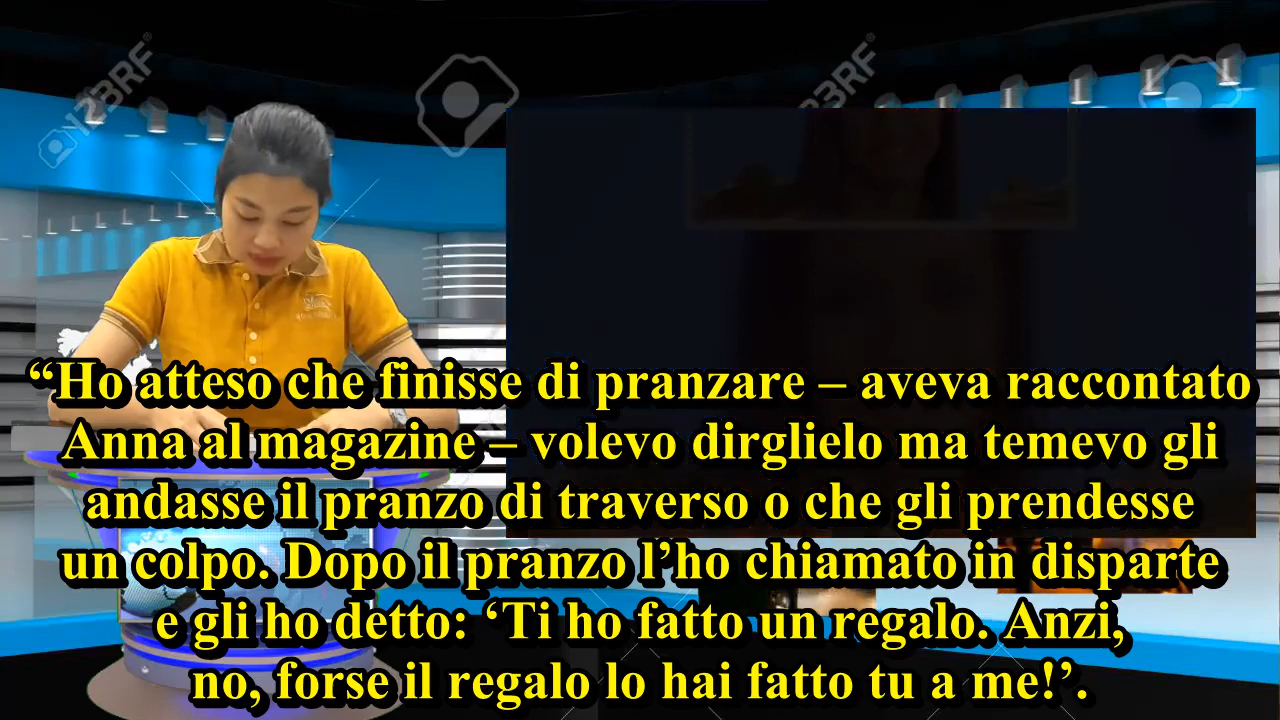 123RF
123RF
“Ho atteso che finisse di pranzare – aveva raccontato
Anna al magazine – volevo dirglielo ma temevo gli
andasse il pranzo di traverso o che gli prendesse
un colpo. Dopo il pranzo l’ho chiamato in disparte
e gli ho detto: ‘Ti ho fatto un regalo. Anzi,
no, forse il regalo lo hai fatto tu a me!’.